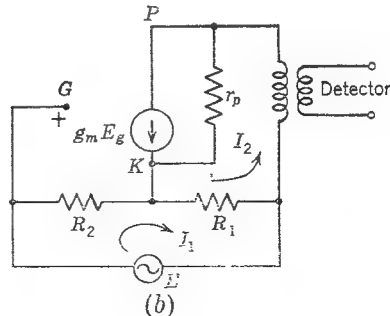 P
G
+
r_p
Detector
g_m E_g
K
I_2
R_2
R_1
I_1
E
(b)